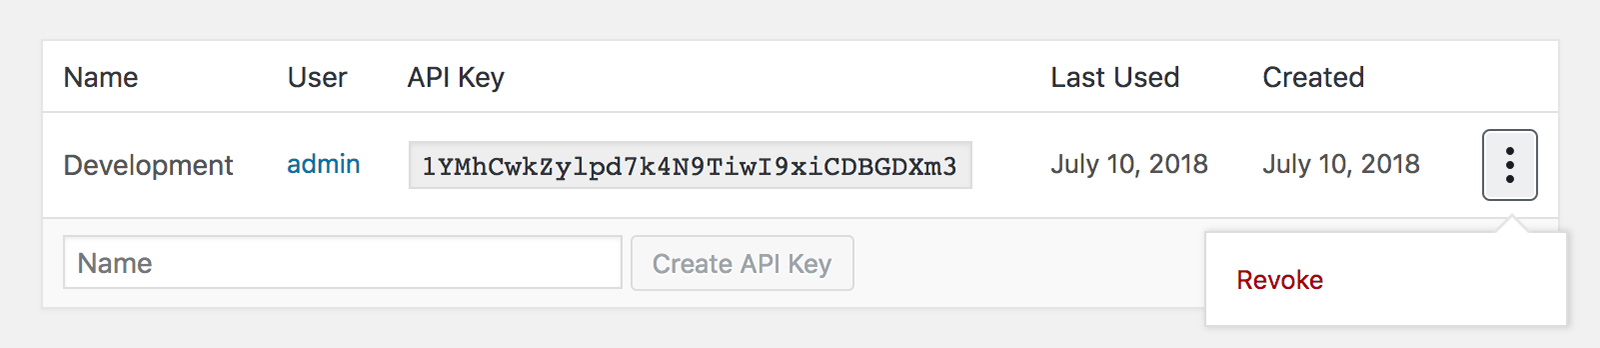 Name User API Key Last Used Created
Development admin 1YMhCwkZylpd7k4N9TiwI9xiCDBGDXm3 July 10, 2018 July 10, 2018
Name Create API Key
Revoke